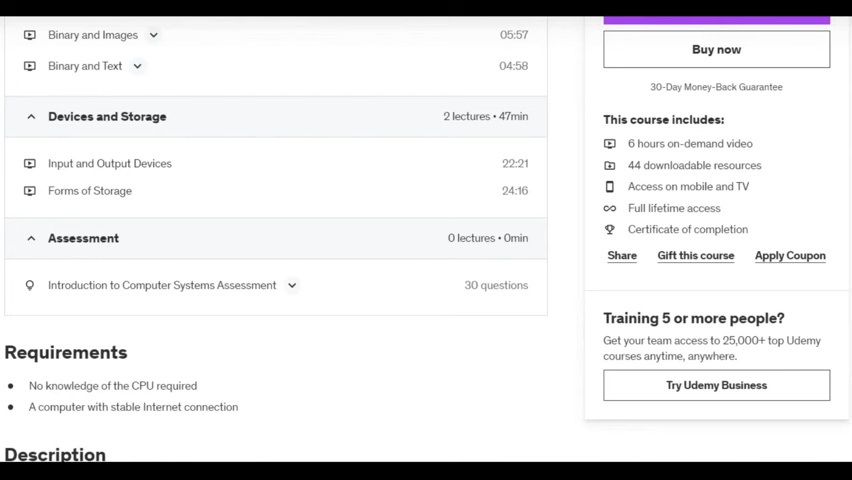 Binary and Images 05:57
Binary and Text 04:58
Devices and Storage 2 lectures • 47min
Input and Output Devices 22:21
Forms of Storage 24:16
Assessment 0 lectures • 0min
Introduction to Computer Systems Assessment 30 questions
Requirements
No knowledge of the CPU required
A computer with stable Internet connection
Description
Buy now
30-Day Money-Back Guarantee
This course includes:
6 hours on-demand video
44 downloadable resources
Access on mobile and TV
Full lifetime access
Certificate of completion
Share Gift this course Apply Coupon
Training 5 or more people?
Get your team access to 25,000+ top Udemy
courses anytime, anywhere.
Try Udemy Business